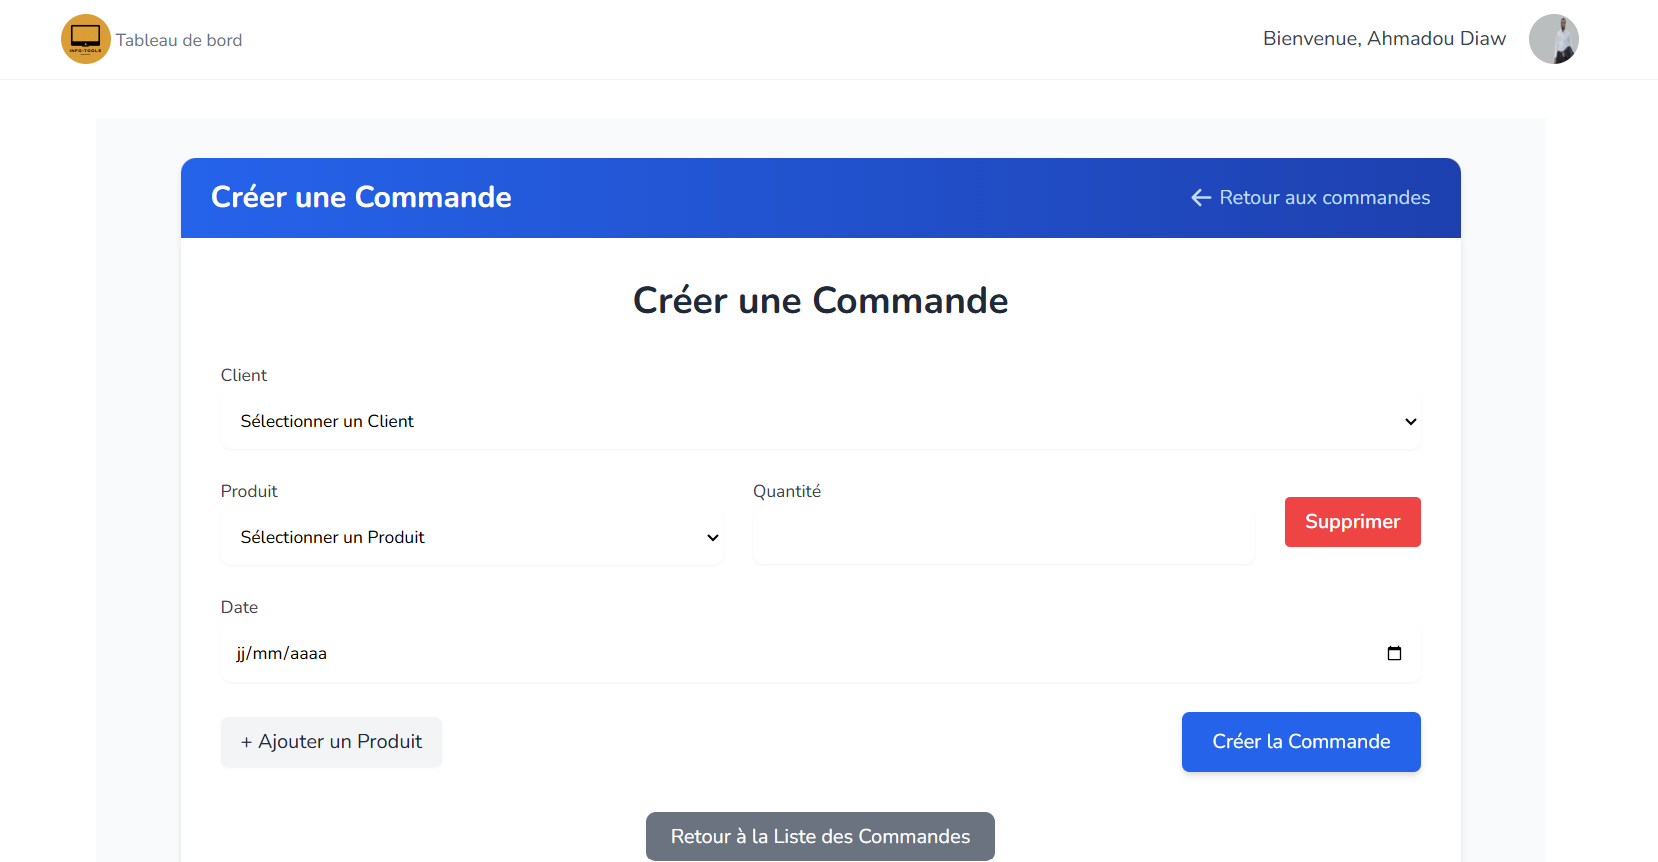 INFO-TOOLS
Tableau de bord
Bienvenue, Ahmadou Diaw
Créer une Commande
← Retour aux commandes
Créer une Commande
Client
Sélectionner un Client
Produit
Quantité
Sélectionner un Produit
Supprimer
Date
jj/mm/aaaa
+ Ajouter un Produit
Créer la Commande
Retour à la Liste des Commandes